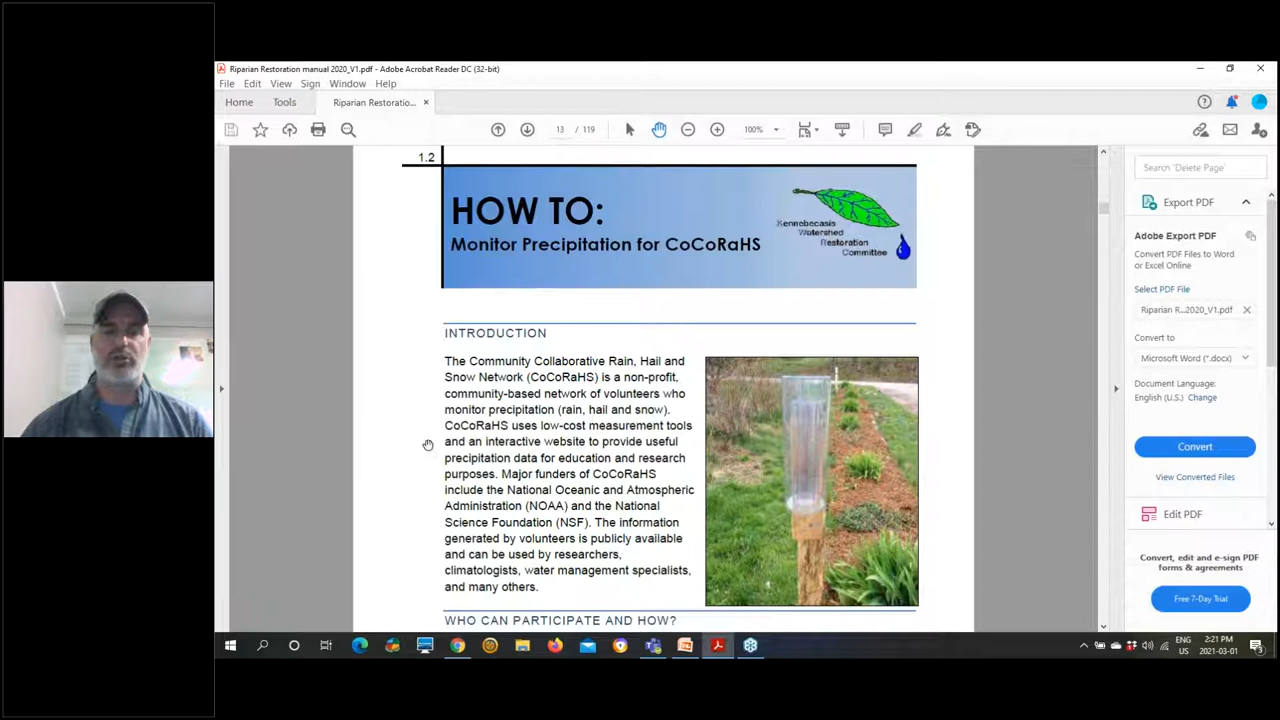 Riparian Restoration manual 2020_V1.pdf - Adobe Acrobat Reader DC (32-bit)
File Edit View Sign Window Help
Home Tools Riparian Restoratio... ×
13 / 119 100%
1.2
HOW TO:
Monitor Precipitation for CoCoRaHS
Kennebecasis
Watershed
Restoration
Committee
INTRODUCTION
The Community Collaborative Rain, Hail and
Snow Network (CoCoRaHS) is a non-profit,
community-based network of volunteers who
monitor precipitation (rain, hail and snow).
CoCoRaHS uses low-cost measurement tools
and an interactive website to provide useful
precipitation data for education and research
purposes. Major funders of CoCoRaHS
include the National Oceanic and Atmospheric
Administration (NOAA) and the National
Science Foundation (NSF). The information
generated by volunteers is publicly available
and can be used by researchers,
climatologists, water management specialists,
and many others.
WHO CAN PARTICIPATE AND HOW?
Search 'Delete Page'
Export PDF
Adobe Export PDF
Convert PDF Files to Word
or Excel Online
Select PDF File
Riparian R...2020_V1.pdf
Convert to
Microsoft Word (*.docx)
Document Language:
English (U.S.) Change
Convert
View Converted Files
Edit PDF
Convert, edit and e-sign PDF
forms & agreements
Free 7-Day Trial
ENG
US
2:21 PM
2021-03-01
3